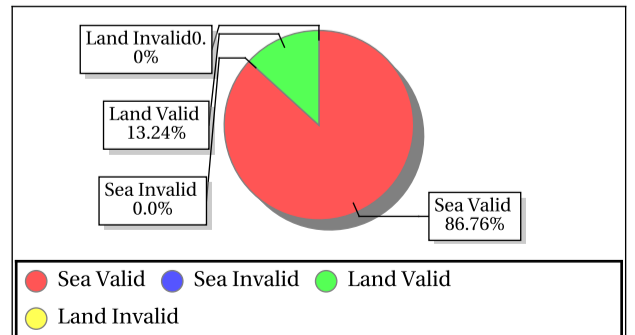 Land Invalid0.
0%
Land Valid
13.24%
Sea Invalid
0.0%
Sea Valid
86.76%
Sea Valid Sea Invalid Land Valid
Land Invalid